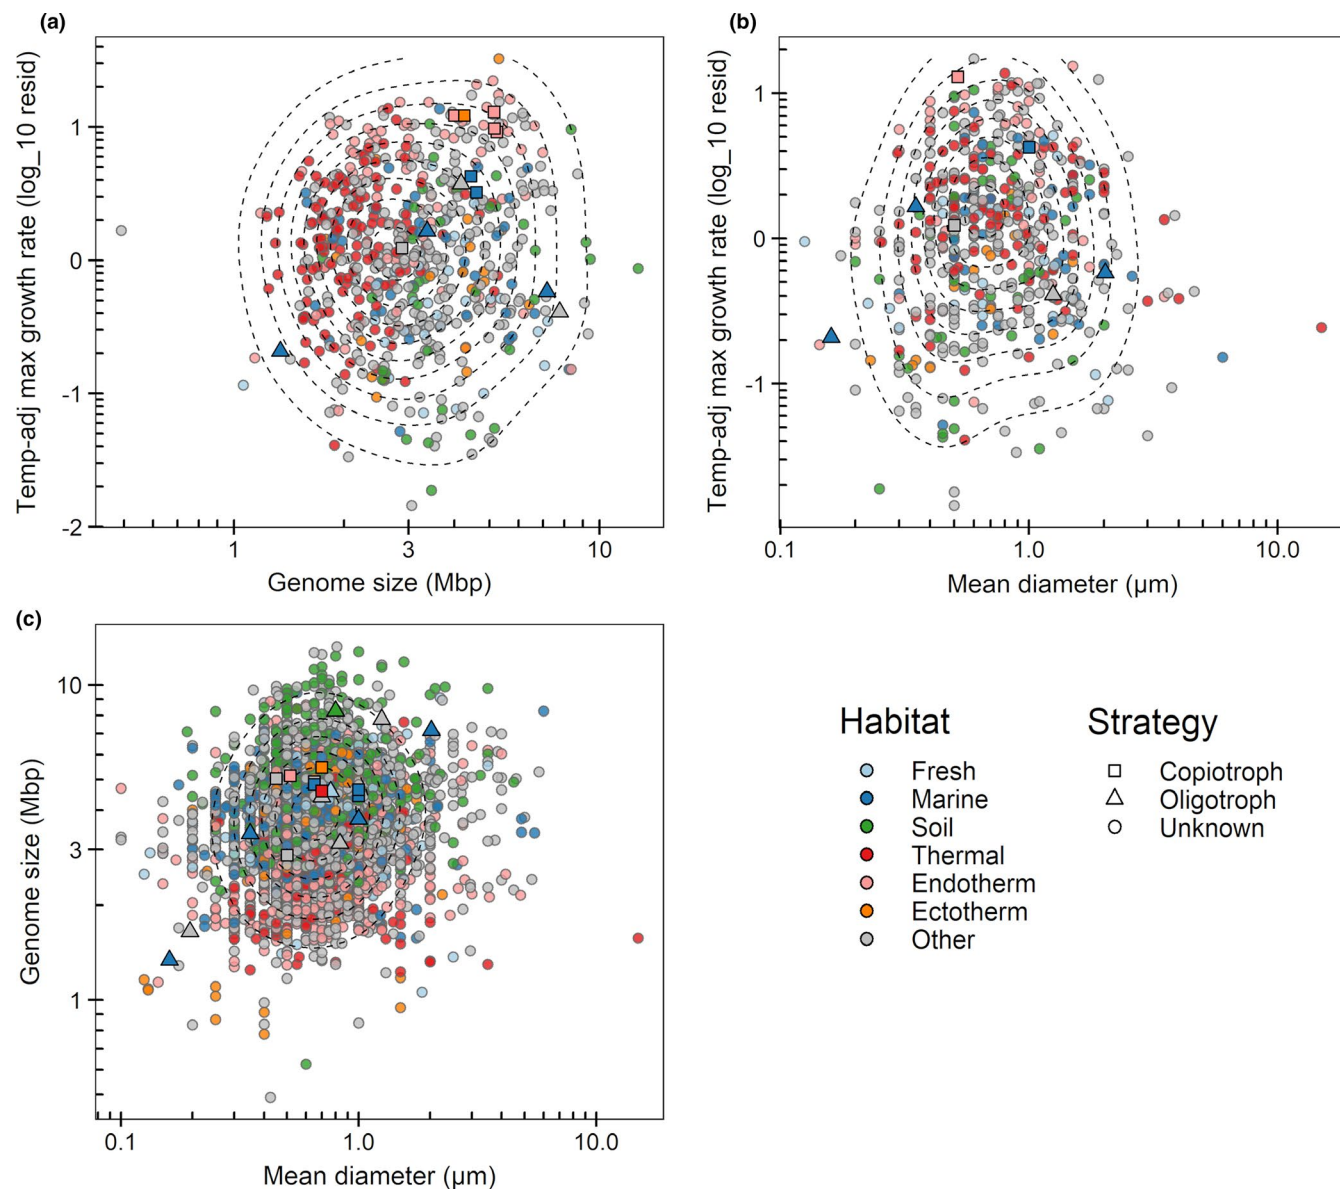 (a)
Temp-adj max growth rate (log_10 resid)
1
0
-1
-2
1
3
10
Genome size (Mbp)
(b)
Temp-adj max growth rate (log_10 resid)
1
0
-1
0.1
1.0
10.0
Mean diameter (µm)
(c)
Genome size (Mbp)
10
3
1
0.1
1.0
10.0
Mean diameter (µm)
Habitat
Fresh
Marine
Soil
Thermal
Endotherm
Ectotherm
Other
Strategy
Copiotroph
Oligotroph
Unknown